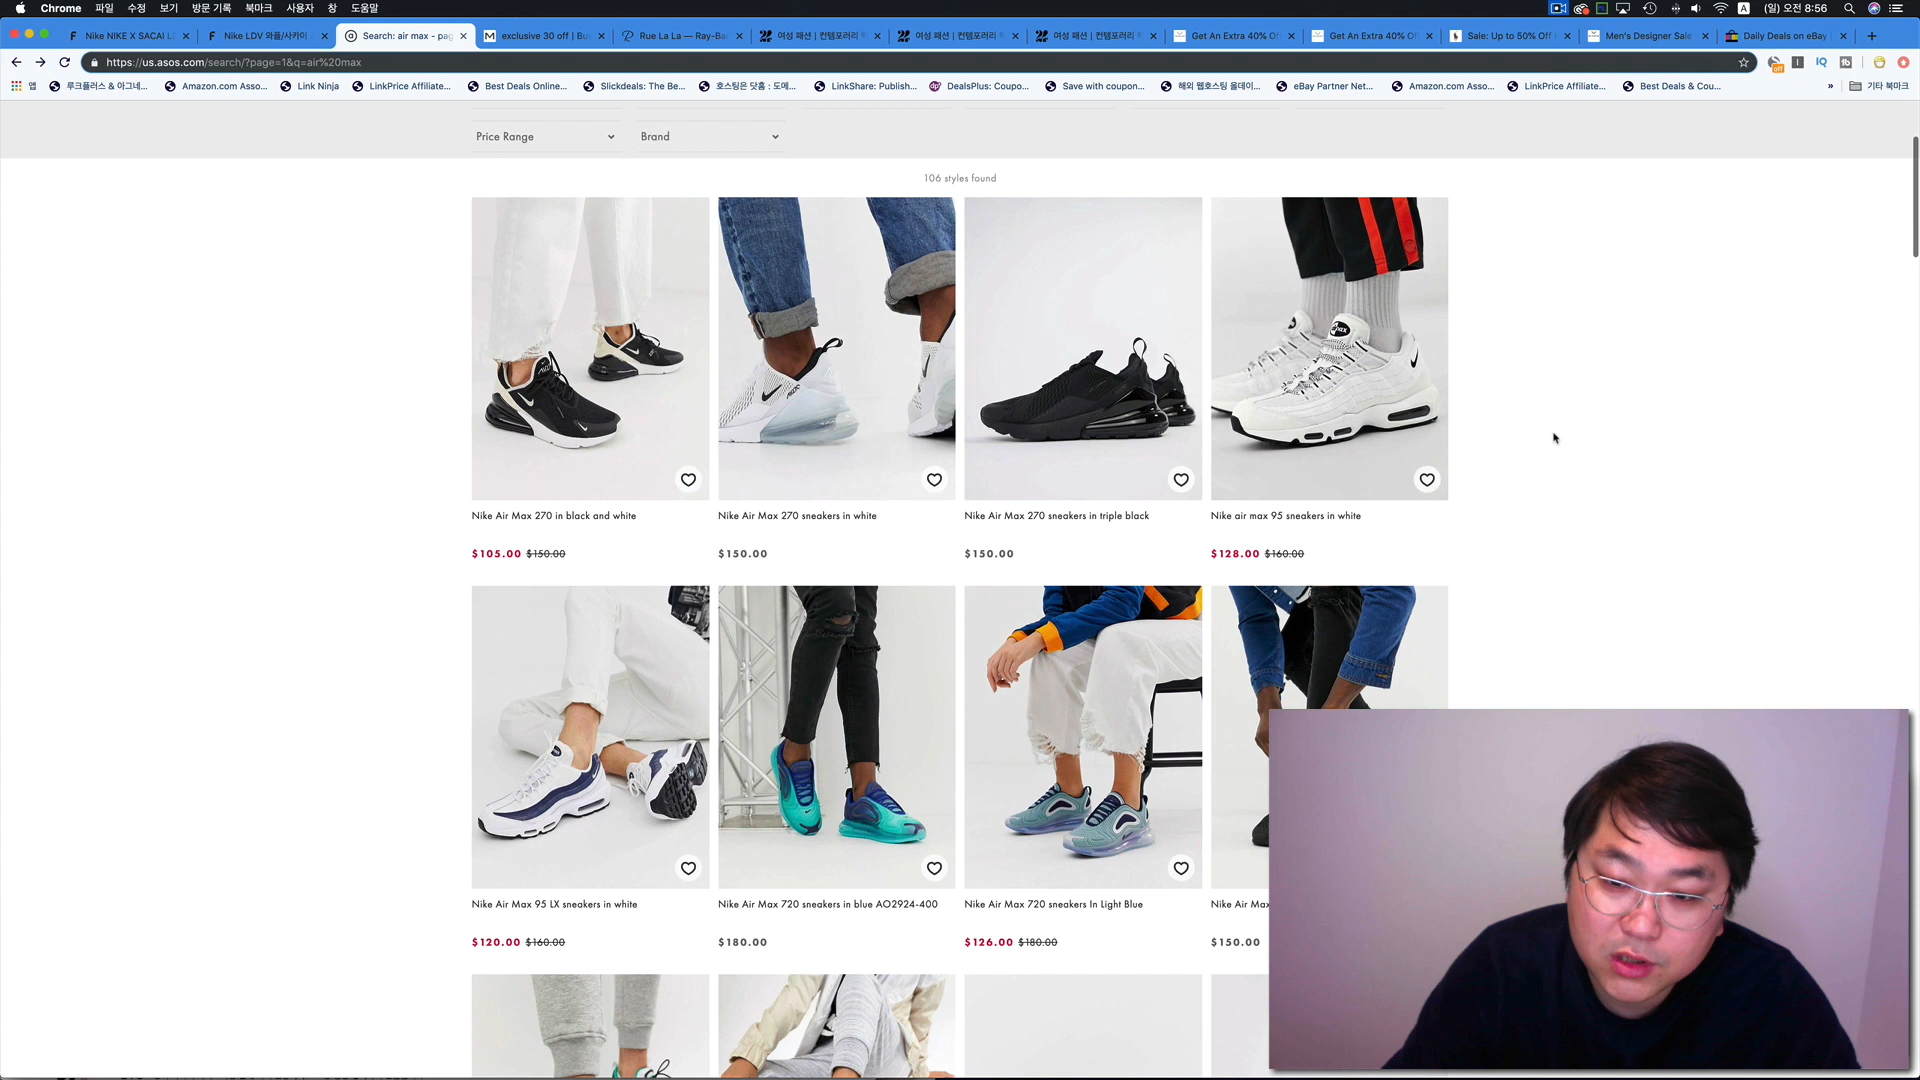 Chrome 파일 수정 보기 방문 기록 북마크 사용자 창 도움말 A (일) 오전 8:56
Nike NIKE X SACAI L Nike LDV 와플/사카이 Search: air max - pag exclusive 30 off | Bu Rue La La — Ray-Ba 여성 패션 | 컨템포러리 여성 패션 | 컨템포러리 여성 패션 | 컨템포러리 Get An Extra 40% O Get An Extra 40% O Sale: Up to 50% Off Men's Designer Sale Daily Deals on eBay
https://us.asos.com/search/?page=1&q=air%20max off IQ
앱 루크플러스 & 아그네... Amazon.com Asso... Link Ninja LinkPrice Affiliate... Best Deals Online... Slickdeals: The Be... 호스팅은 닷홈 : 도메... LinkShare: Publish... DealsPlus: Coupo... Save with coupon... 해외 웹호스팅 올데이... eBay Partner Net... Amazon.com Asso... LinkPrice Affiliate... Best Deals & Cou... » 기타 북마크
Price Range Brand
106 styles found
Nike Air Max 270 in black and white
$105.00 $150.00
Nike Air Max 270 sneakers in white
$150.00
Nike Air Max 270 sneakers in triple black
$150.00
Nike air max 95 sneakers in white
$128.00 $160.00
Nike Air Max 95 LX sneakers in white
$120.00 $160.00
Nike Air Max 720 sneakers in blue AO2924-400
$180.00
Nike Air Max 720 sneakers In Light Blue
$126.00 $180.00
Nike Air Max
$150.00